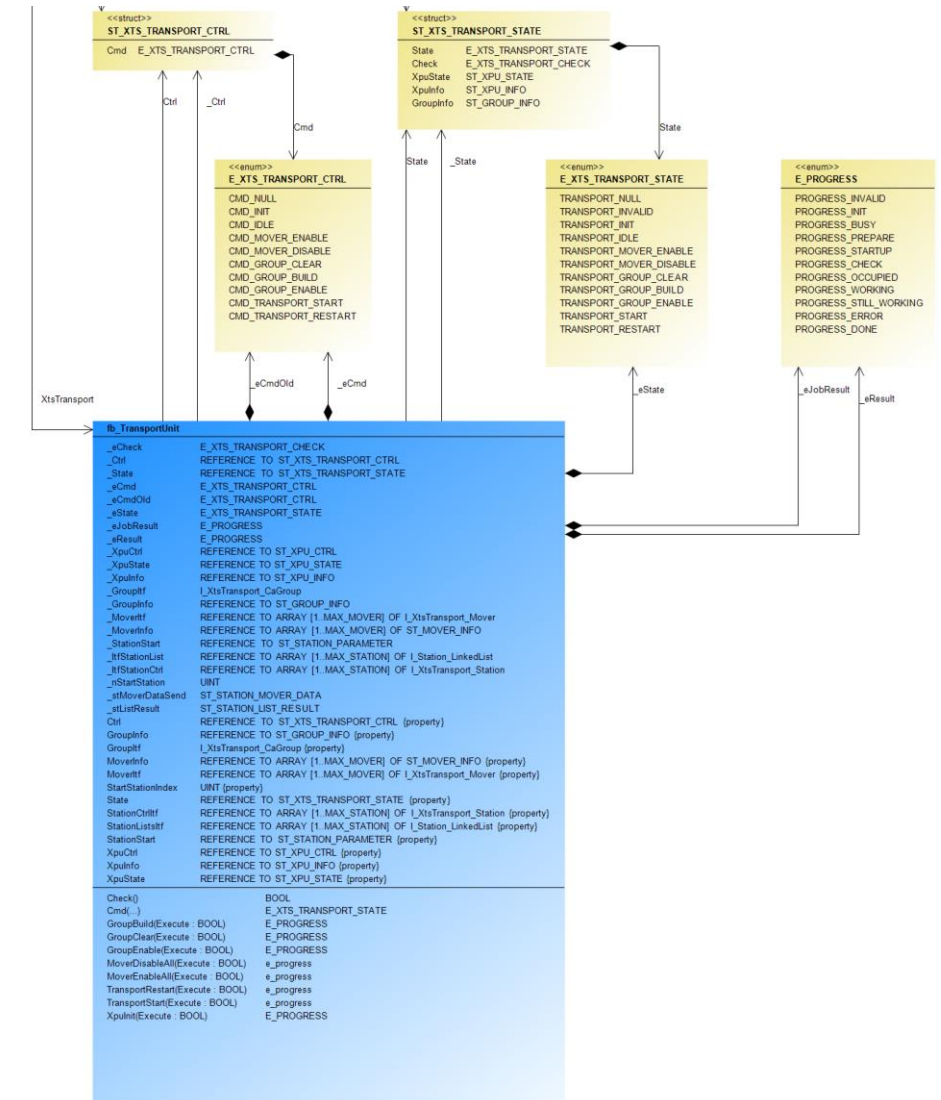 <<struct>>
ST_XTS_TRANSPORT_CTRL
Cmd E_XTS_TRANSPORT_CTRL
<<struct>>
ST_XTS_TRANSPORT_STATE
State E_XTS_TRANSPORT_STATE
Check E_XTS_TRANSPORT_CHECK
XpuState ST_XPU_STATE
XpuInfo ST_XPU_INFO
GroupInfo ST_GROUP_INFO
Ctrl
_Ctrl
Cmd
State
_State
State
<<enum>>
E_XTS_TRANSPORT_CTRL
CMD_NULL
CMD_INIT
CMD_IDLE
CMD_MOVER_ENABLE
CMD_MOVER_DISABLE
CMD_GROUP_CLEAR
CMD_GROUP_BUILD
CMD_GROUP_ENABLE
CMD_TRANSPORT_START
CMD_TRANSPORT_RESTART
<<enum>>
E_XTS_TRANSPORT_STATE
TRANSPORT_NULL
TRANSPORT_INVALID
TRANSPORT_INIT
TRANSPORT_IDLE
TRANSPORT_MOVER_ENABLE
TRANSPORT_MOVER_DISABLE
TRANSPORT_GROUP_CLEAR
TRANSPORT_GROUP_BUILD
TRANSPORT_GROUP_ENABLE
TRANSPORT_START
TRANSPORT_RESTART
<<enum>>
E_PROGRESS
PROGRESS_INVALID
PROGRESS_INIT
PROGRESS_BUSY
PROGRESS_PREPARE
PROGRESS_STARTUP
PROGRESS_CHECK
PROGRESS_OCCUPIED
PROGRESS_WORKING
PROGRESS_STILL_WORKING
PROGRESS_ERROR
PROGRESS_DONE
XtsTransport
_eCmdOld
_eCmd
_eState
_eJobResult
_eResult
fb_TransportUnit
_eCheck E_XTS_TRANSPORT_CHECK
_Ctrl REFERENCE TO ST_XTS_TRANSPORT_CTRL
_State REFERENCE TO ST_XTS_TRANSPORT_STATE
_eCmd E_XTS_TRANSPORT_CTRL
_eCmdOld E_XTS_TRANSPORT_CTRL
_eState E_XTS_TRANSPORT_STATE
_eJobResult E_PROGRESS
_eResult E_PROGRESS
_XpuCtrl REFERENCE TO ST_XPU_CTRL
_XpuState REFERENCE TO ST_XPU_STATE
_XpuInfo REFERENCE TO ST_XPU_INFO
_GroupItf I_XtsTransport_CaGroup
_GroupInfo REFERENCE TO ST_GROUP_INFO
_MoverItf REFERENCE TO ARRAY [1..MAX_MOVER] OF I_XtsTransport_Mover
_MoverInfo REFERENCE TO ARRAY [1..MAX_MOVER] OF ST_MOVER_INFO
_StationStart REFERENCE TO ST_STATION_PARAMETER
_ItfStationList REFERENCE TO ARRAY [1..MAX_STATION] OF I_Station_LinkedList
_ItfStationCtrl REFERENCE TO ARRAY [1..MAX_STATION] OF I_XtsTransport_Station
_nStartStation UINT
_stMoverDataSend ST_STATION_MOVER_DATA
_stListResult ST_STATION_LIST_RESULT
Ctrl REFERENCE TO ST_XTS_TRANSPORT_CTRL {property}
GroupInfo REFERENCE TO ST_GROUP_INFO {property}
GroupItf I_XtsTransport_CaGroup {property}
MoverInfo REFERENCE TO ARRAY [1..MAX_MOVER] OF ST_MOVER_INFO {property}
MoverItf REFERENCE TO ARRAY [1..MAX_MOVER] OF I_XtsTransport_Mover {property}
StartStationIndex UINT {property}
State REFERENCE TO ST_XTS_TRANSPORT_STATE {property}
StationCtrlItf REFERENCE TO ARRAY [1..MAX_STATION] OF I_XtsTransport_Station {property}
StationListsItf REFERENCE TO ARRAY [1..MAX_STATION] OF I_Station_LinkedList {property}
StationStart REFERENCE TO ST_STATION_PARAMETER {property}
XpuCtrl REFERENCE TO ST_XPU_CTRL {property}
XpuInfo REFERENCE TO ST_XPU_INFO {property}
XpuState REFERENCE TO ST_XPU_STATE {property}
Check() BOOL
Cmd(...) E_XTS_TRANSPORT_STATE
GroupBuild(Execute : BOOL) E_PROGRESS
GroupClear(Execute : BOOL) E_PROGRESS
GroupEnable(Execute : BOOL) E_PROGRESS
MoverDisableAll(Execute : BOOL) e_progress
MoverEnableAll(Execute : BOOL) e_progress
TransportRestart(Execute : BOOL) e_progress
TransportStart(Execute : BOOL) e_progress
XpuInit(Execute : BOOL) E_PROGRESS